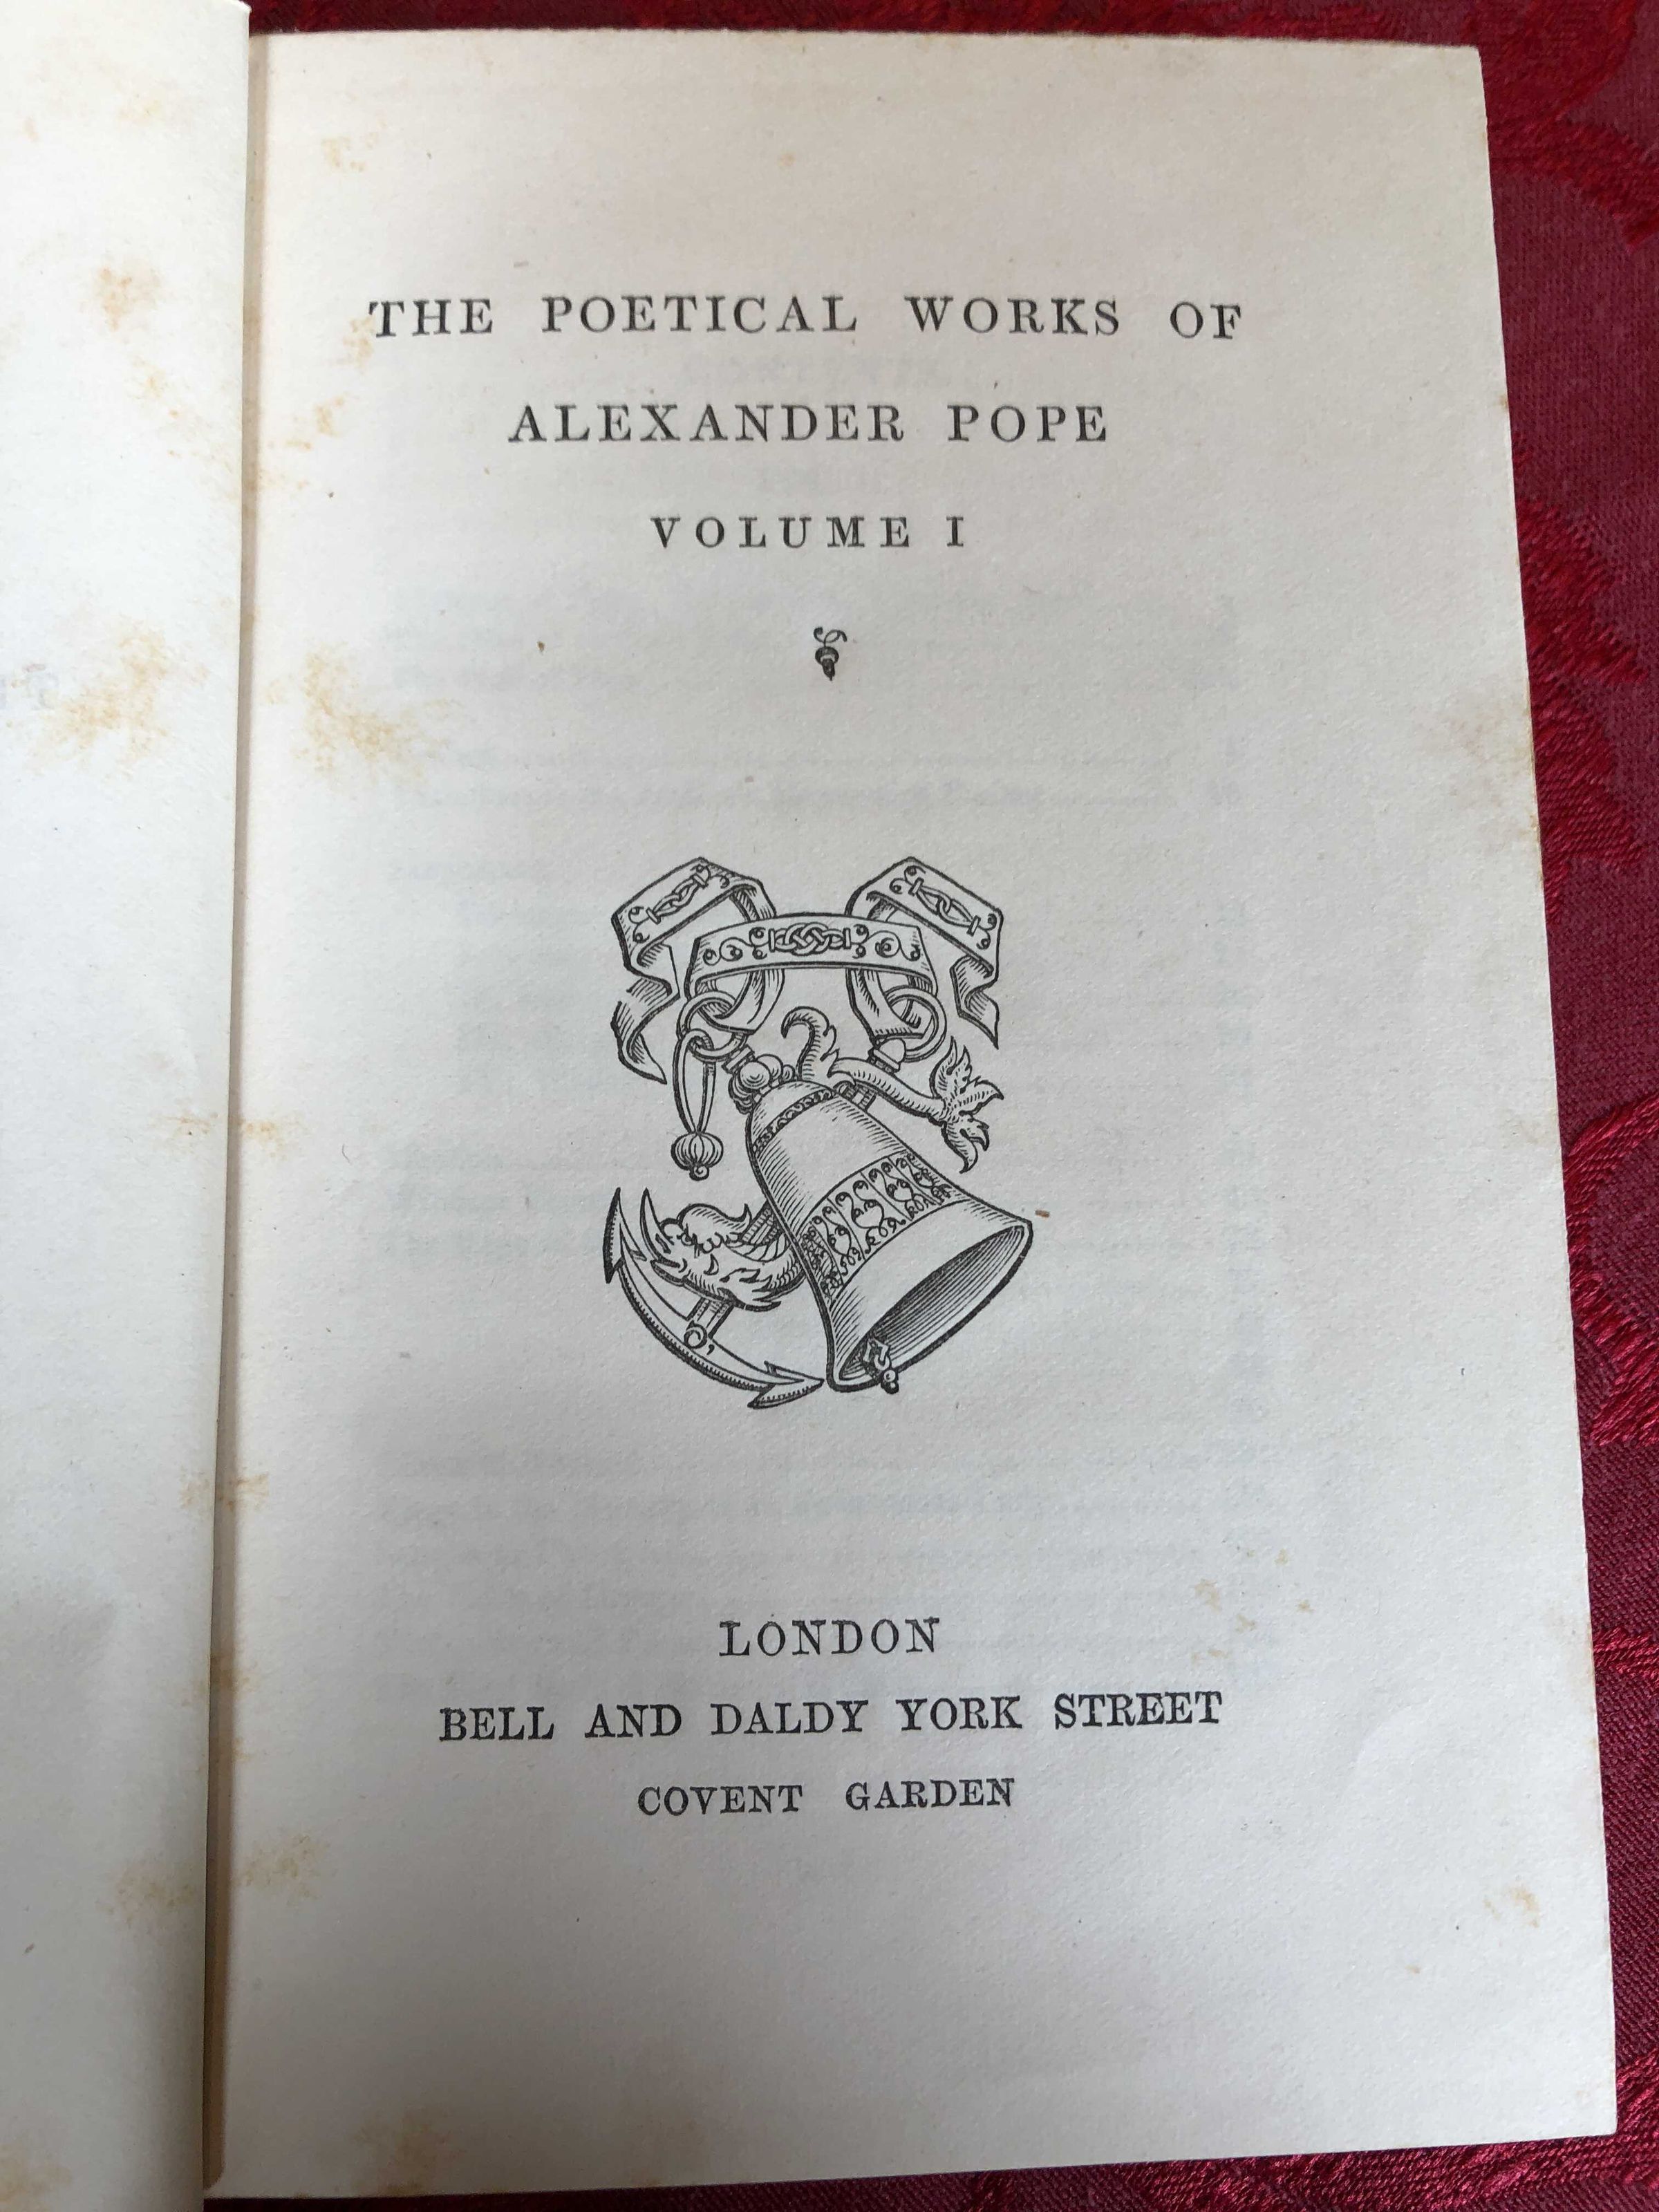 THE POETICAL WORKS OF
ALEXANDER POPE
VOLUME I
LONDON
BELL AND DALDY YORK STREET
COVENT GARDEN